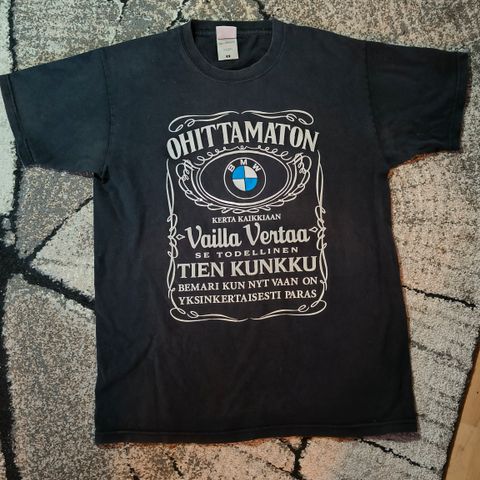 OHITTAMATON
BMW
KERTA KAIKKIAAN
Vailla Vertaa
SE TODELLINEN
TIEN KUNKKU
BEMARI KUN NYT VAAN ON
YKSINKERTAISESTI PARAS